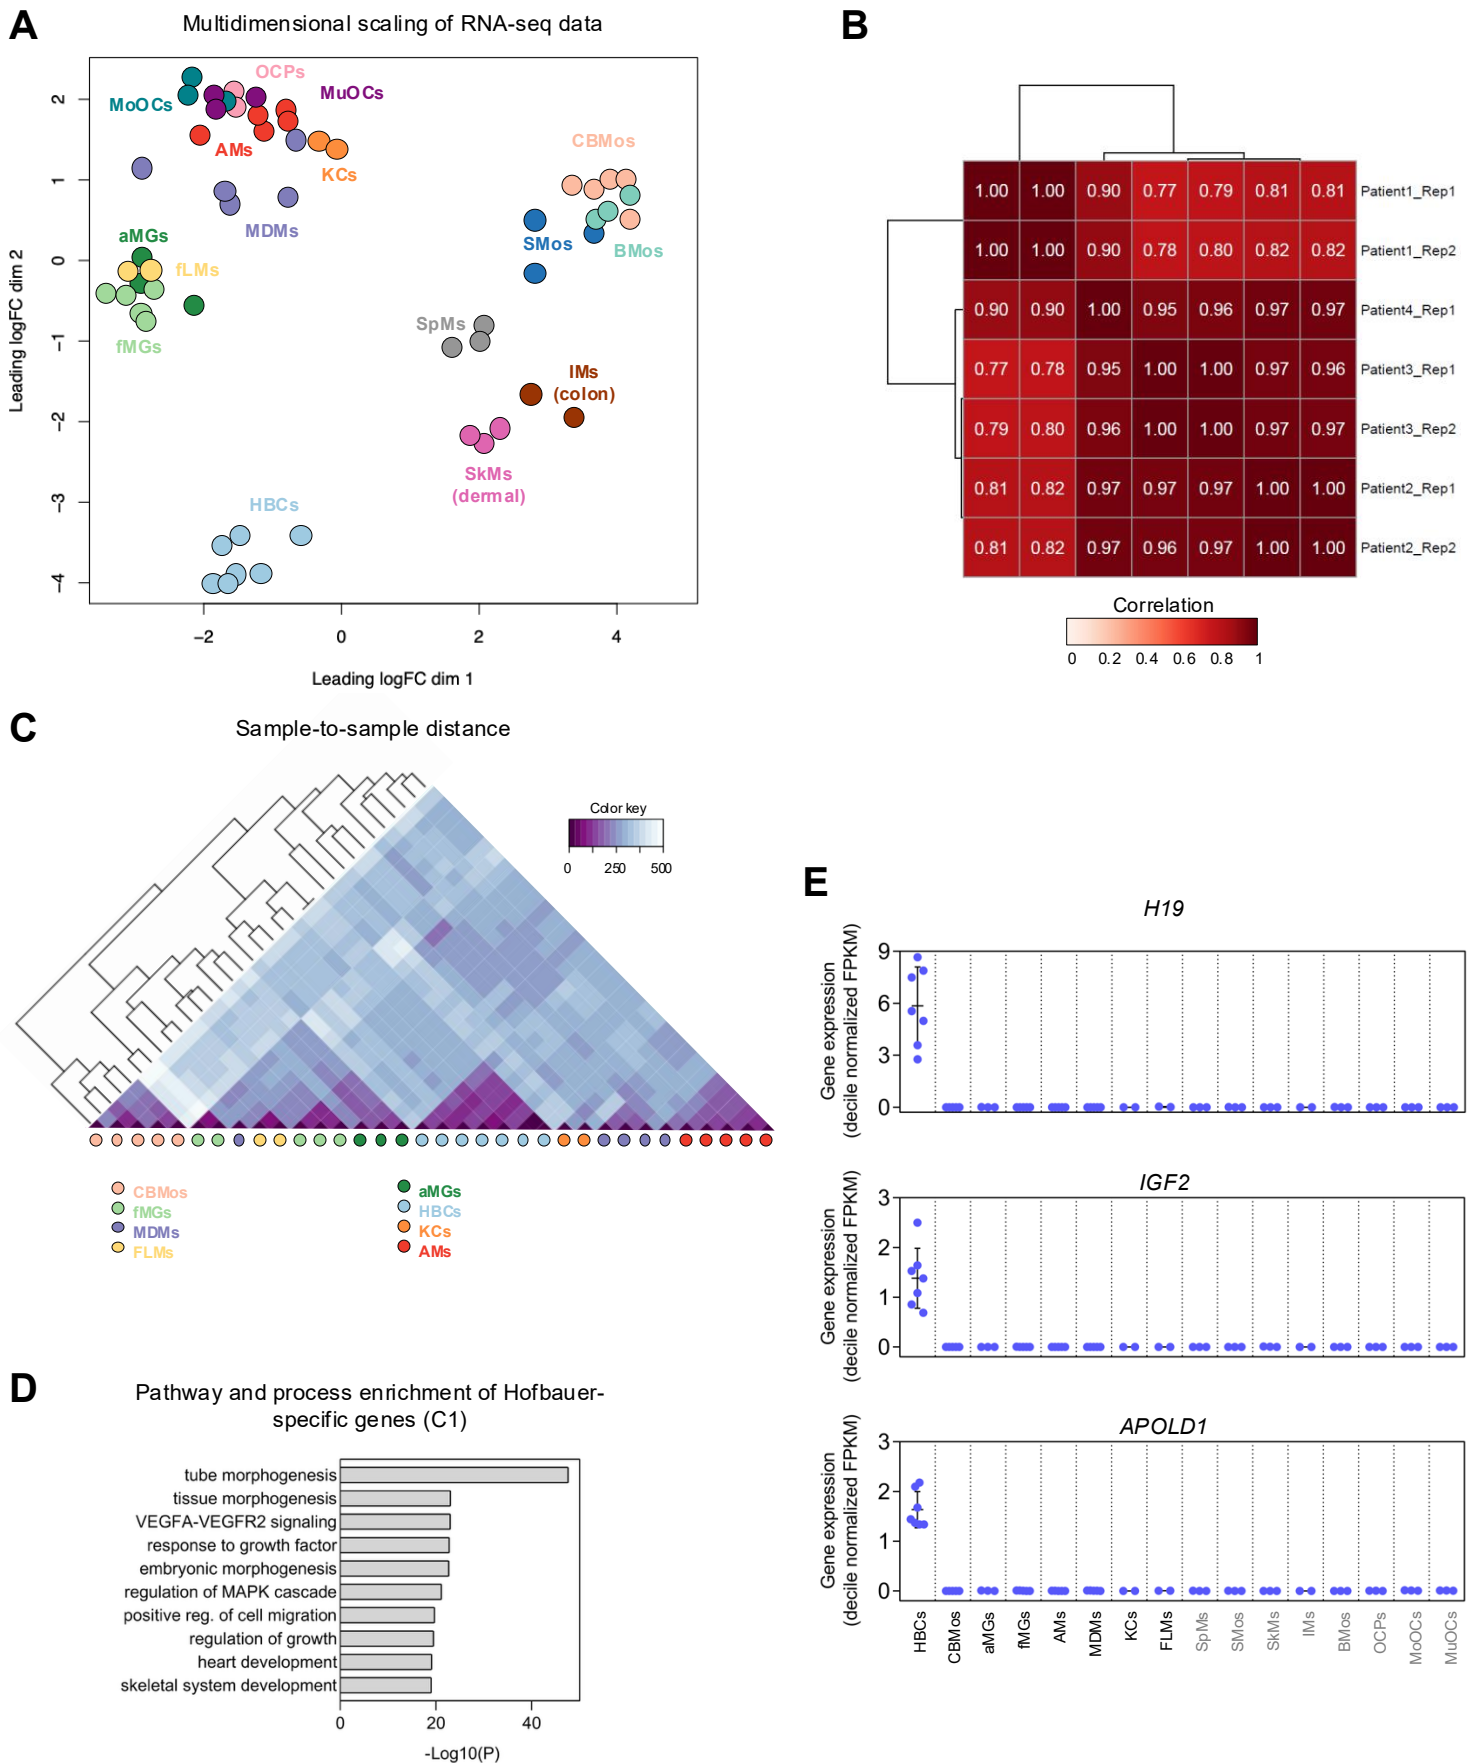 A
Multidimensional scaling of RNA-seq data
OCPs
MoOCs
MuOCs
AMs
KCs
CBMos
MDMs
aMGs
fLMs
SMos
BMos
fMGs
SpMs
IMs
(colon)
SkMs
(dermal)
HBCs
Leading logFC dim 2
2
1
0
−1
−2
−3
−4
−2
0
2
4
Leading logFC dim 1
B
1.00 1.00 0.90 0.77 0.79 0.81 0.81 Patient1_Rep1
1.00 1.00 0.90 0.78 0.80 0.82 0.82 Patient1_Rep2
0.90 0.90 1.00 0.95 0.96 0.97 0.97 Patient4_Rep1
0.77 0.78 0.95 1.00 1.00 0.97 0.96 Patient3_Rep1
0.79 0.80 0.96 1.00 1.00 0.97 0.97 Patient3_Rep2
0.81 0.82 0.97 0.97 0.97 1.00 1.00 Patient2_Rep1
0.81 0.82 0.97 0.96 0.97 1.00 1.00 Patient2_Rep2
Correlation
0 0.2 0.4 0.6 0.8 1
C
Sample-to-sample distance
Color key
0 250 500
CBMos
fMGs
MDMs
FLMs
aMGs
HBCs
KCs
AMs
D
Pathway and process enrichment of Hofbauer-
specific genes (C1)
tube morphogenesis
tissue morphogenesis
VEGFA-VEGFR2 signaling
response to growth factor
embryonic morphogenesis
regulation of MAPK cascade
positive reg. of cell migration
regulation of growth
heart development
skeletal system development
0 20 40
-Log10(P)
E
H19
Gene expression
(decile normalized FPKM)
9
6
3
0
IGF2
Gene expression
(decile normalized FPKM)
3
2
1
0
APOLD1
Gene expression
(decile normalized FPKM)
3
2
1
0
HBCs
CBMos
aMGs
fMGs
AMs
MDMs
KCs
FLMs
SpMs
SMos
SkMs
IMs
BMos
OCPs
MoOCs
MuOCs